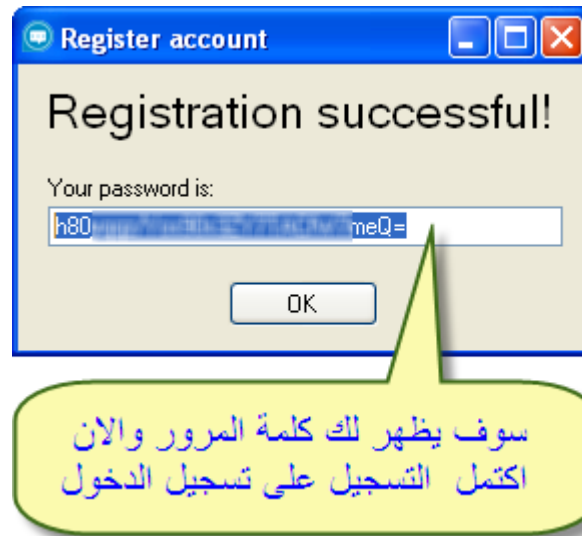 Register account
Registration successful!
Your password is:
h80 meQ=
OK
سوف يظهر لك كلمة المرور والان
اكتمل التسجيل على تسجيل الدخول